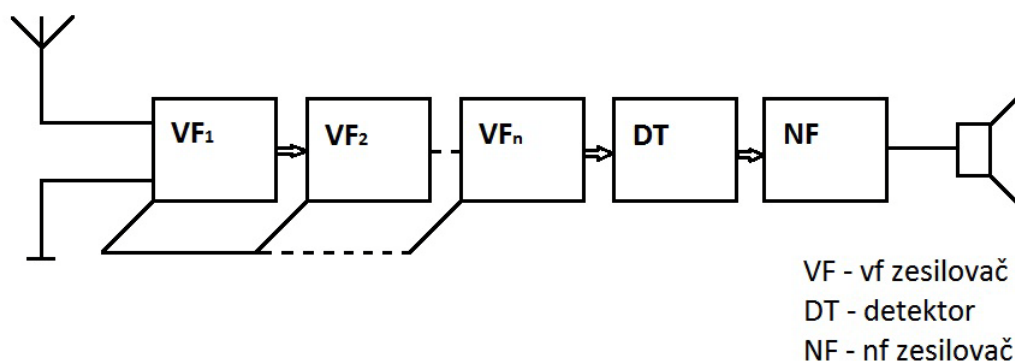 VF₁ VF₂ VFₙ DT NF
VF - vf zesilovač
DT - detektor
NF - nf zesilovač